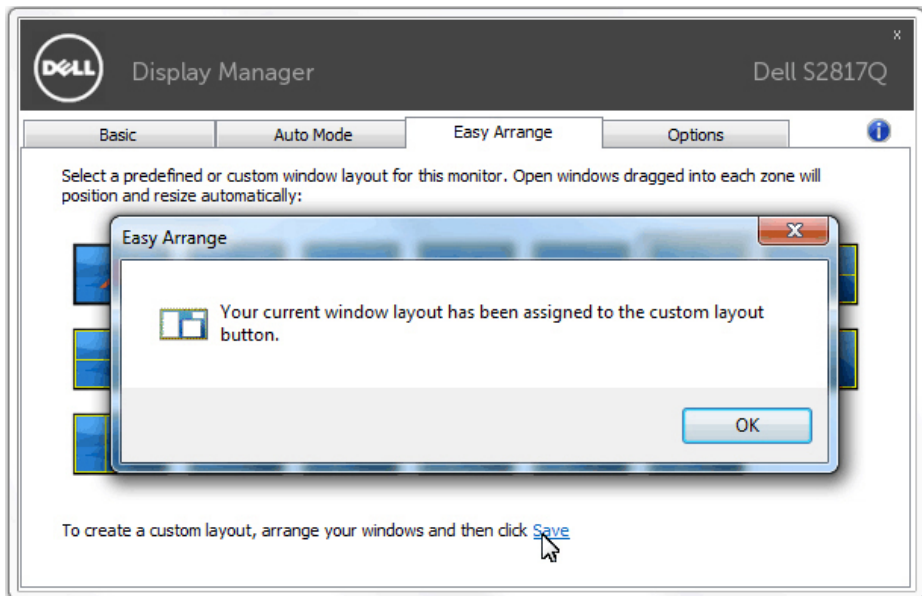 x
DELL
Display Manager
Dell S2817Q
Basic
Auto Mode
Easy Arrange
Options
i
Select a predefined or custom window layout for this monitor. Open windows dragged into each zone will
position and resize automatically:
Easy Arrange
x
Your current window layout has been assigned to the custom layout
button.
OK
To create a custom layout, arrange your windows and then click Save